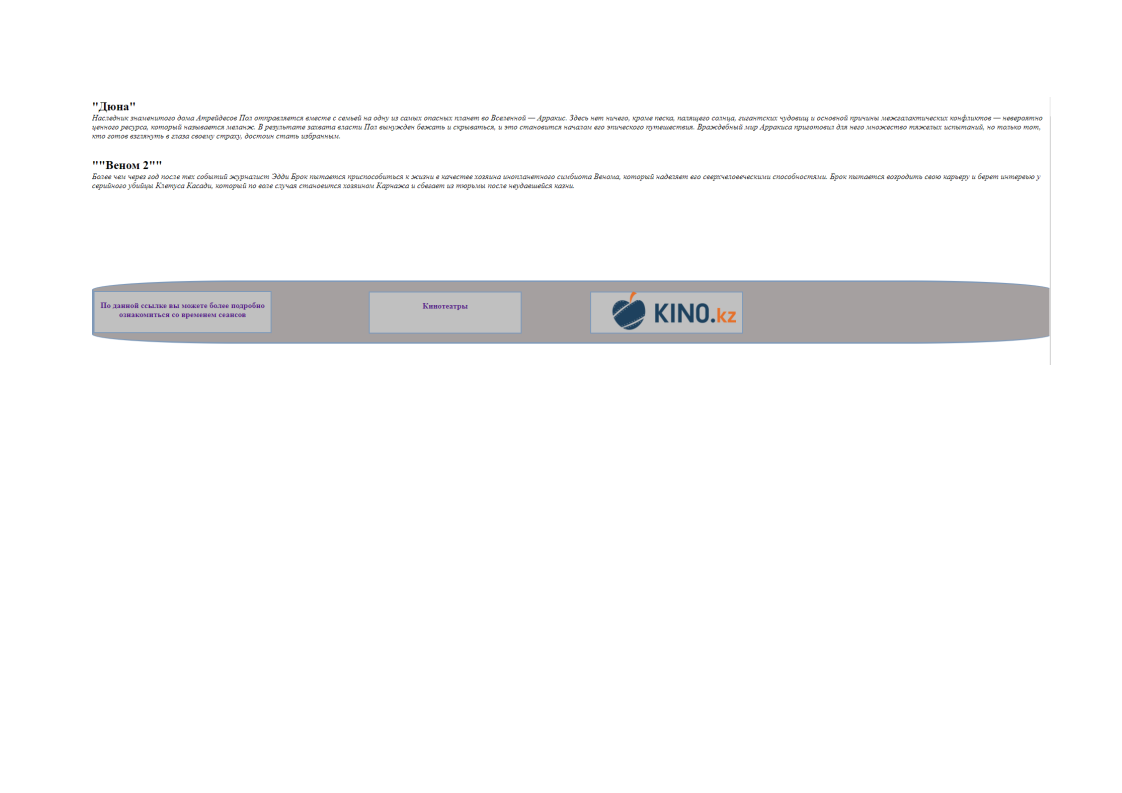 "Дюна"
Наследник знаменитого дома Атрейдесов Пол отправляется вместе с семьей на одну из самых опасных планет во Вселенной — Арракис. Здесь нет ничего, кроме песка, палящего солнца, гигантских чудовищ и основной причины межгалактических конфликтов — невероятно
ценного ресурса, который называется меланж. В результате захвата власти Пол вынужден бежать и скрываться, и это становится началом его эпического путешествия. Враждебный мир Арракиса приготовил для него множество тяжелых испытаний, но только тот,
кто готов взглянуть в глаза своему страху, достоин стать избранным.
""Веном 2""
Более чем через год после тех событий журналист Эдди Брок пытается приспособиться к жизни в качестве хозяина инопланетного симбиота Венома, который наделяет его сверхчеловеческими способностями. Брок пытается возродить свою карьеру и берет интервью у
серийного убийцы Клетуса Касади, который по воле случая становится хозяином Карнажа и сбегает из тюрьмы после неудавшейся казни.
По данной ссылке вы можете более подробно
ознакомиться со временем сеансов
Кинотеатры
KINO.kz